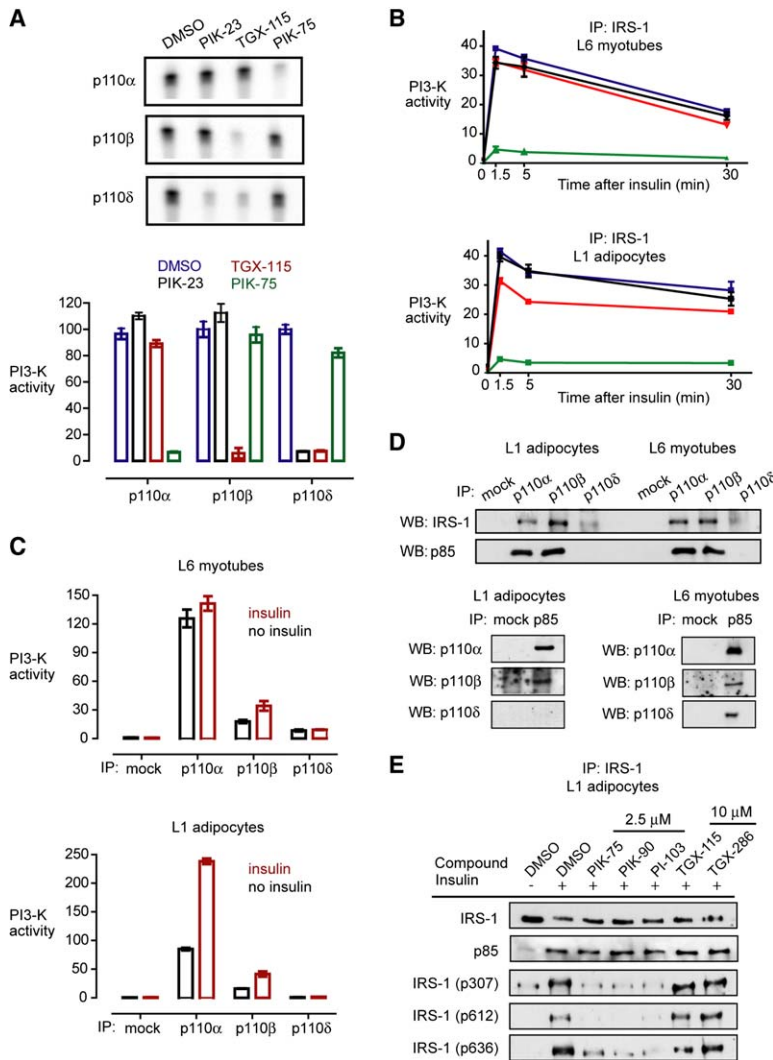 A
DMSO PIK-23 TGX-115 PIK-75
p110α
p110β
p110δ
DMSO TGX-115
PIK-23 PIK-75
PI3-K activity
120
100
80
60
40
20
0
p110α p110β p110δ
B
IP: IRS-1
L6 myotubes
PI3-K activity
40
30
20
10
0
0 1.5 5 30
Time after insulin (min)
IP: IRS-1
L1 adipocytes
PI3-K activity
40
30
20
10
0
0 1.5 5 30
Time after insulin (min)
C
L6 myotubes
insulin
no insulin
PI3-K activity
150
120
90
60
30
0
IP: mock p110α p110β p110δ
L1 adipocytes
insulin
no insulin
PI3-K activity
250
200
150
100
50
0
IP: mock p110α p110β p110δ
D
L1 adipocytes L6 myotubes
IP: mock p110α p110β p110δ mock p110α p110β p110δ
WB: IRS-1
WB: p85
L1 adipocytes
IP: mock p85
WB: p110α
WB: p110β
WB: p110δ
L6 myotubes
IP: mock p85
WB: p110α
WB: p110β
WB: p110δ
E
IP: IRS-1
L1 adipocytes
2.5 μM 10 μM
Compound DMSO DMSO PIK-75 PIK-90 PI-103 TGX-115 TGX-286
Insulin - + + + + + +
IRS-1
p85
IRS-1 (p307)
IRS-1 (p612)
IRS-1 (p636)